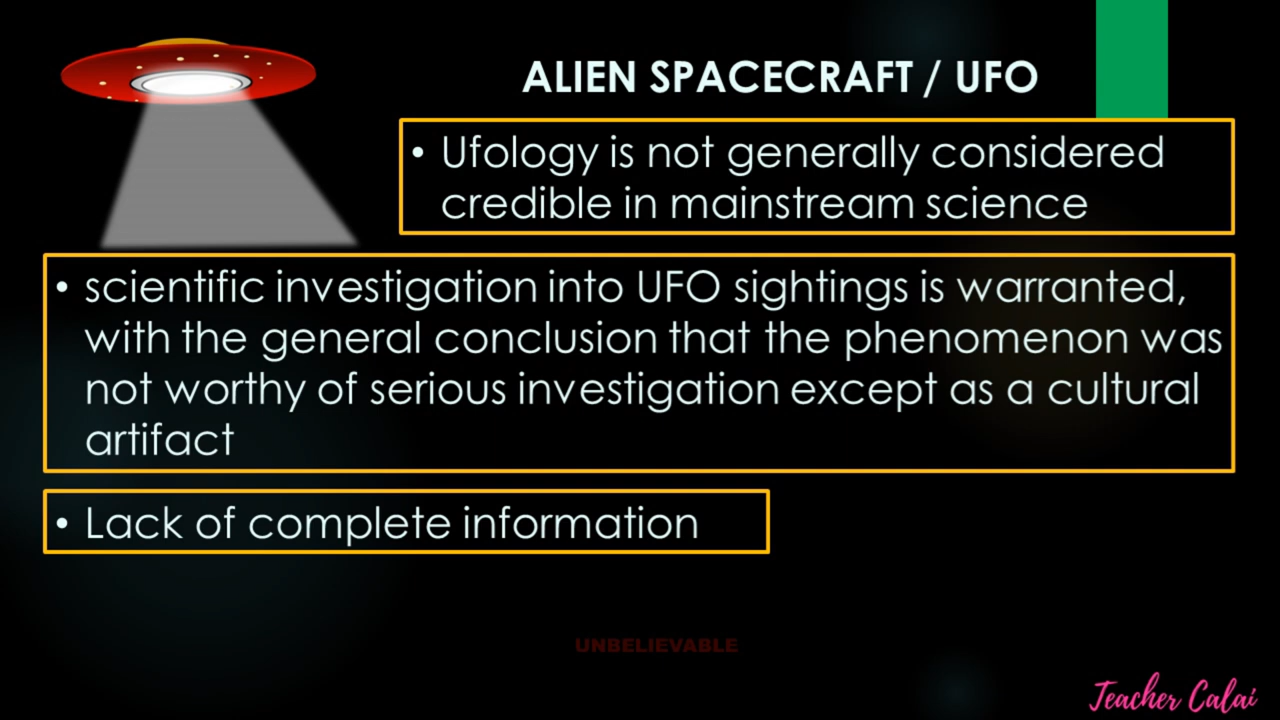 ALIEN SPACECRAFT / UFO
• Ufology is not generally considered
credible in mainstream science
• scientific investigation into UFO sightings is warranted,
with the general conclusion that the phenomenon was
not worthy of serious investigation except as a cultural
artifact
• Lack of complete information
UNBELIEVABLE
Teacher Calai